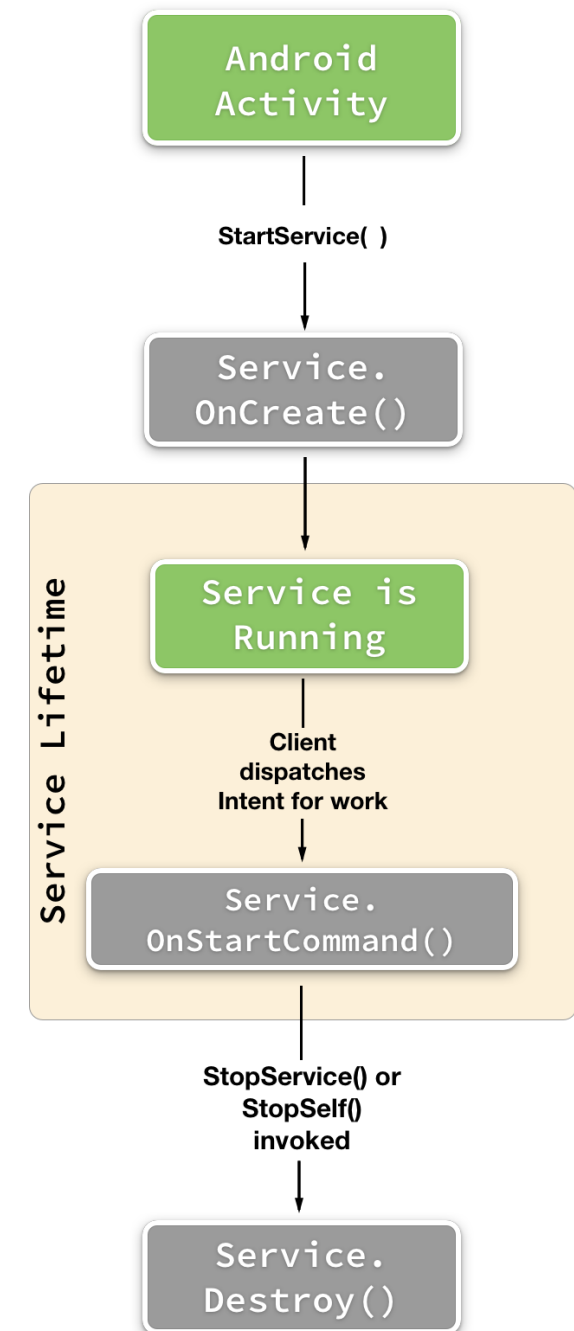 Android
Activity
StartService( )
Service.
OnCreate()
Service Lifetime
Service is
Running
Client
dispatches
Intent for work
Service.
OnStartCommand()
StopService() or
StopSelf()
invoked
Service.
Destroy()